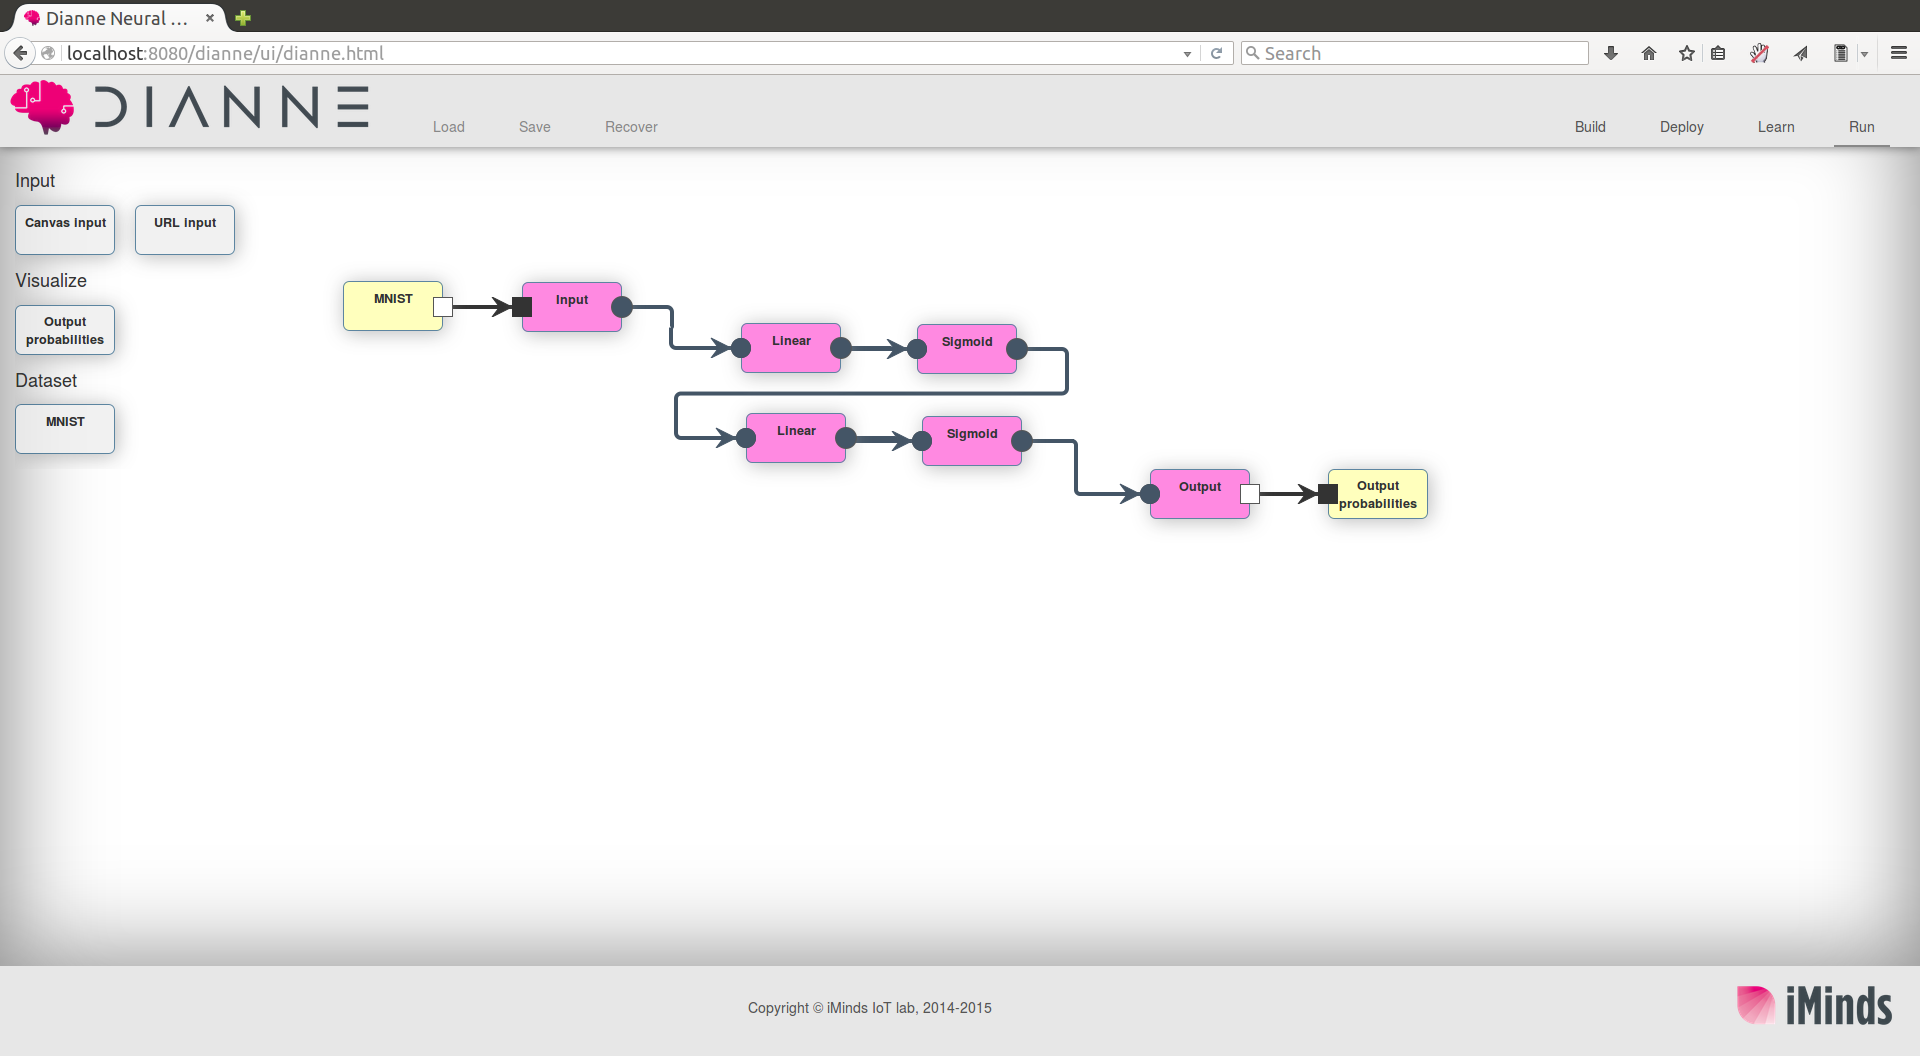 Dianne Neural ...
localhost:8080/dianne/ui/dianne.html
Search
DIANNE
Load Save Recover
Build Deploy Learn Run
Input
Canvas input URL input
Visualize
Output
probabilities
Dataset
MNIST
MNIST
Input
Linear
Sigmoid
Linear
Sigmoid
Output
Output
probabilities
Copyright © iMinds IoT lab, 2014-2015
iMinds